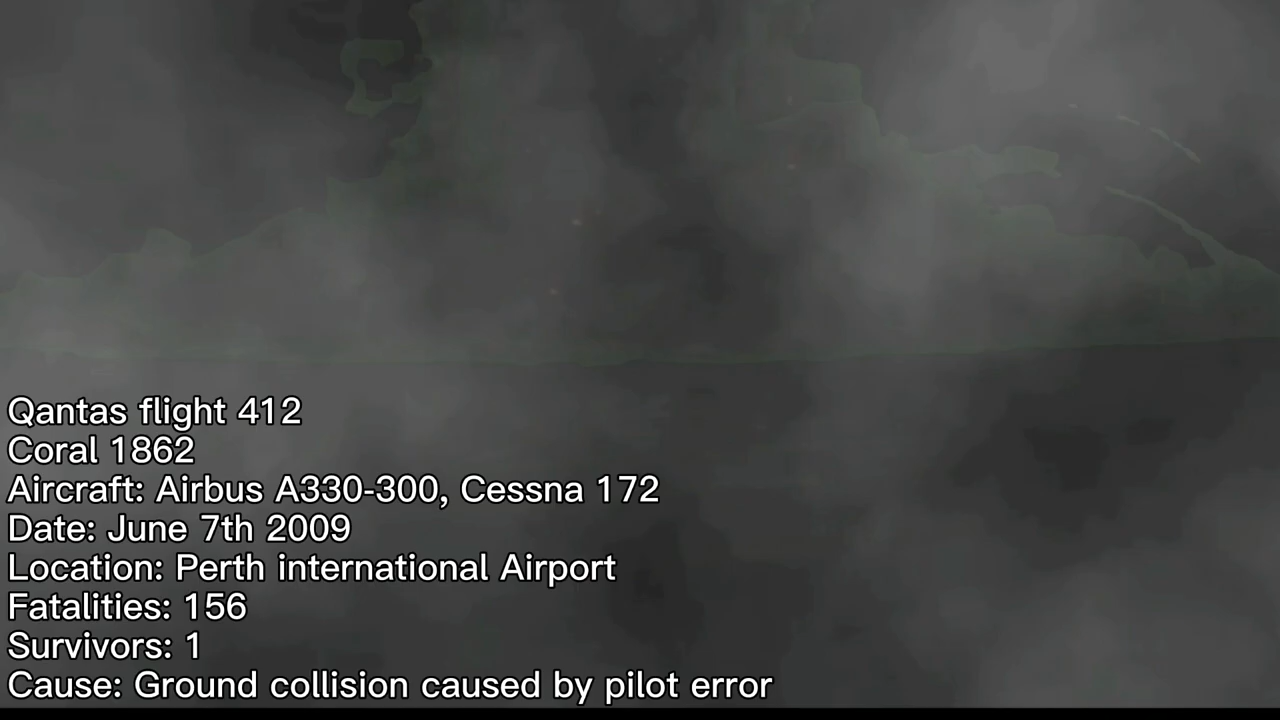 Qantas flight 412
Coral 1862
Aircraft: Airbus A330-300, Cessna 172
Date: June 7th 2009
Location: Perth international Airport
Fatalities: 156
Survivors: 1
Cause: Ground collision caused by pilot error